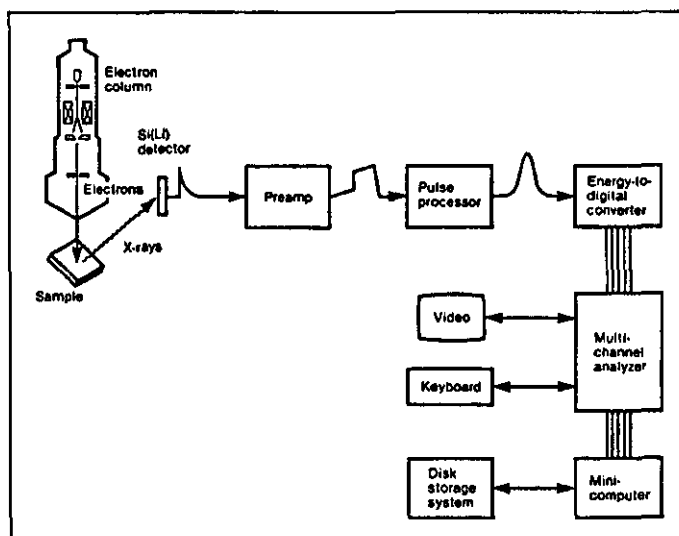 Electron
column
Si(Li)
detector
Electrons
X-rays
Sample
Preamp
Pulse
processor
Energy-to-
digital
converter
Video
Multi-
channel
analyzer
Keyboard
Disk
storage
system
Mini-
computer